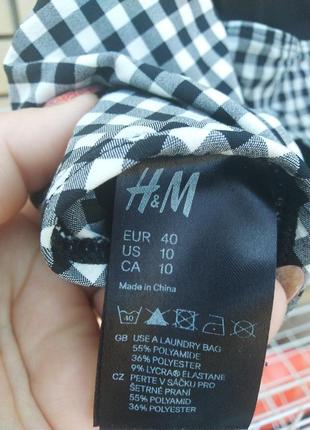 H&M
EUR 40
US 10
CA 10
Made in China
40
GB USE A LAUNDRY BAG
55% POLYAMIDE
36% POLYESTER
9% LYCRA® ELASTANE
CZ PERTE V SÁČKU PRO
ŠETRNÉ PRANÍ
55% POLYAMID
36% POLYESTER